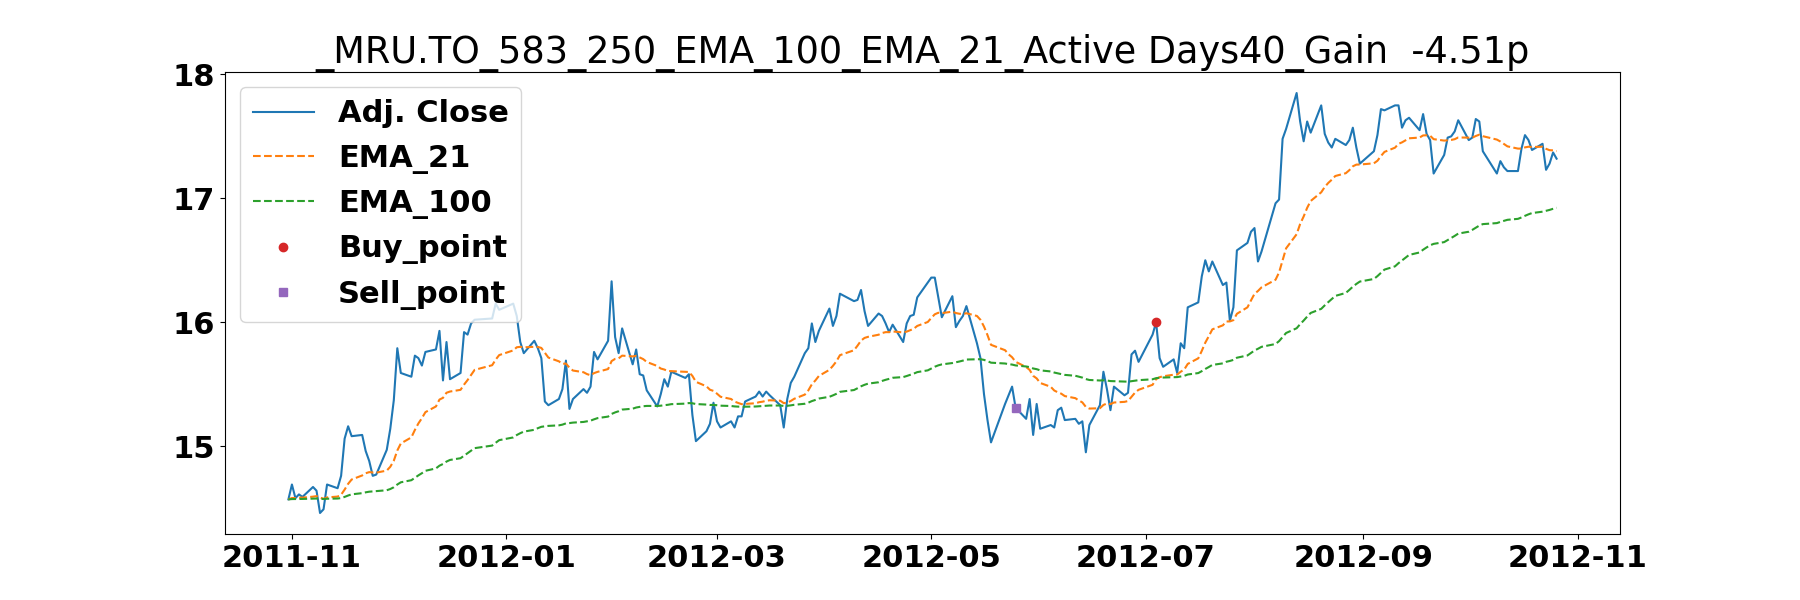 _MRU.TO_583_250_EMA_100_EMA_21_Active Days40_Gain  -4.51p
18
17
16
15
Adj. Close
EMA_21
EMA_100
Buy_point
Sell_point
2011-11 2012-01 2012-03 2012-05 2012-07 2012-09 2012-11